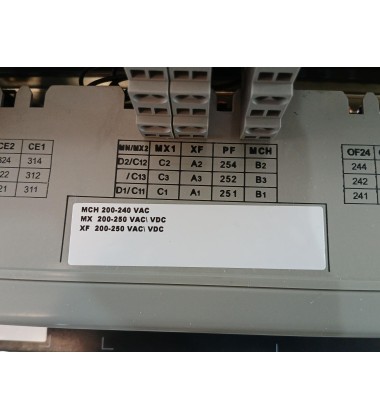 CE2 CE1 MN/MX2 MX1 XF PF MCH OF24
324 314 D2/C12 C2 A2 254 B2 244
22 312 /C13 C3 A3 252 B3 242
21 311 D1/C11 C1 A1 251 B1 241
MCH 200-240 VAC
MX 200-250 VAC\ VDC
XF 200-250 VAC\ VDC